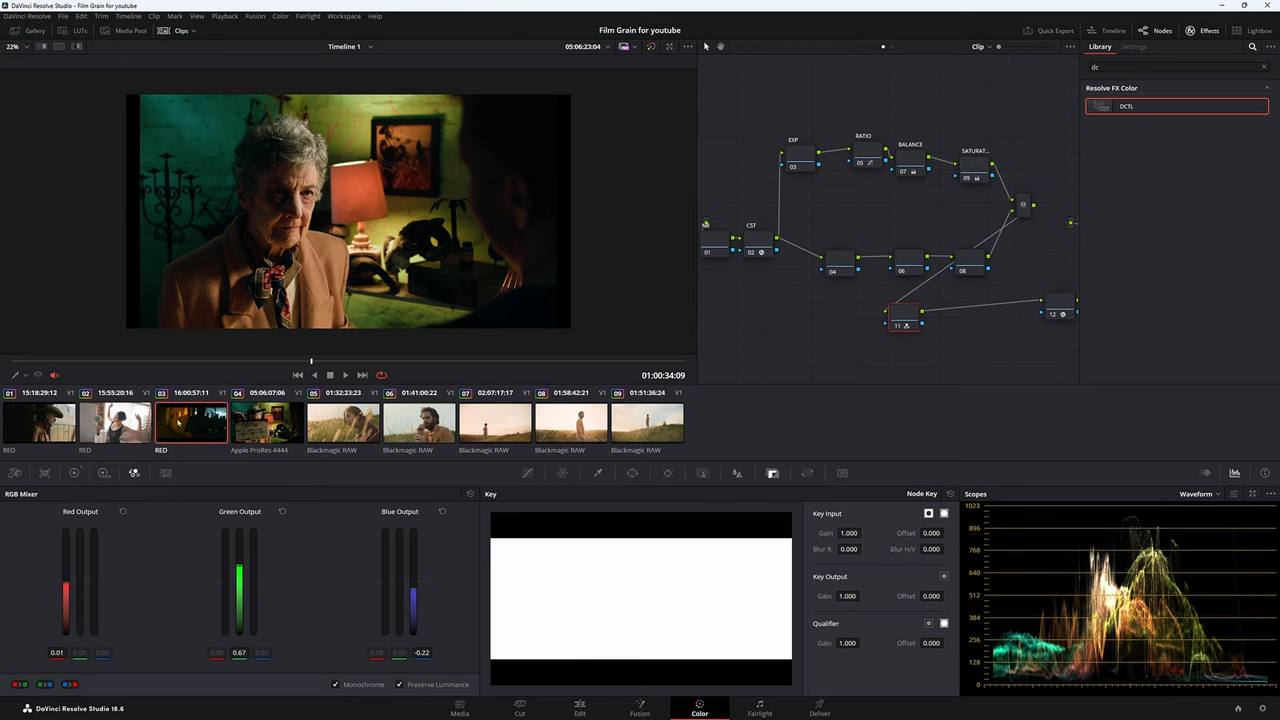 DaVinci Resolve Studio - Film Grain for youtube
DaVinci Resolve File Edit Trim Timeline Clip Mark View Playback Fusion Color Fairlight Workspace Help
Gallery LUTs Media Pool Clips Film Grain for youtube Quick Export Timeline Nodes Effects Lightbox
22% Timeline 1 05:06:23:04 Clip Library Settings
dc
Resolve FX Color
DCTL
EXP RATIO BALANCE SATURAT...
03 05 07 09
NR CST
01 02 04 06 08
11 12
01:00:34:09
01 15:18:29:12 V1 02 15:55:20:16 V1 03 16:00:57:11 V1 04 05:06:07:06 V1 05 01:32:23:23 V1 06 01:41:00:22 V1 07 02:07:17:17 V1 08 01:58:42:21 V1 09 01:51:36:24 V1
RED RED RED Apple ProRes 4444 Blackmagic RAW Blackmagic RAW Blackmagic RAW Blackmagic RAW Blackmagic RAW
RGB Mixer Key Node Key Scopes Waveform
Red Output Green Output Blue Output
0.01 0.00 0.00 0.00 0.67 0.00 0.00 0.00 -0.22
Monochrome Preserve Luminance
Key Input
Gain 1.000 Offset 0.000
Blur R. 0.000 Blur H/V 0.000
Key Output
Gain 1.000 Offset 0.000
Qualifier
Gain 1.000 Offset 0.000
1023
896
768
640
512
384
256
128
0
DaVinci Resolve Studio 18.6 Media Cut Edit Fusion Color Fairlight Deliver